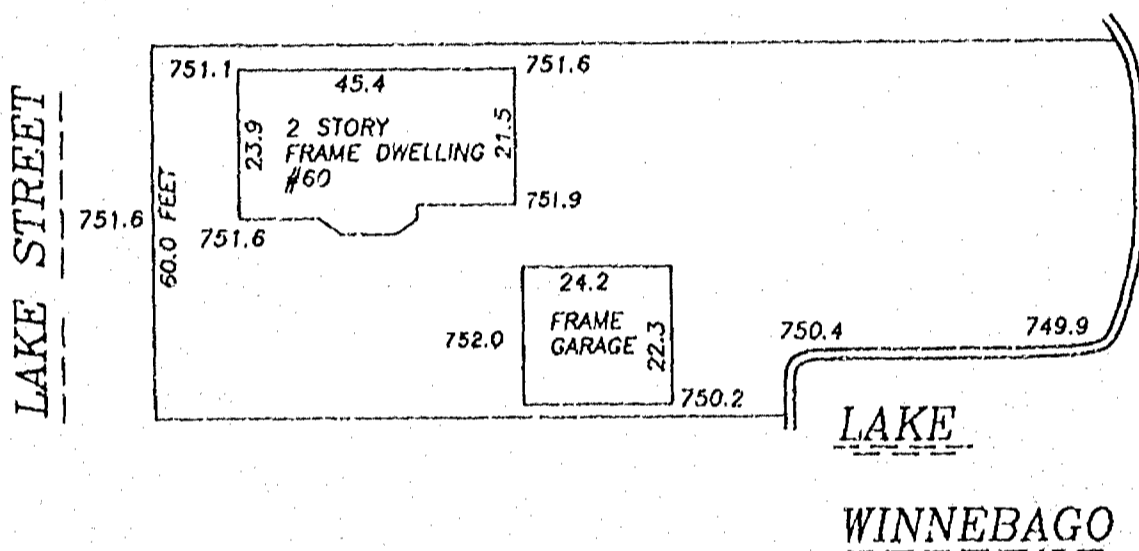 LAKE STREET
751.1
45.4
751.6
23.9
2 STORY
FRAME DWELLING
#60
21.5
60.0 FEET
751.6
751.6
751.9
24.2
FRAME
GARAGE
22.3
752.0
750.4
749.9
750.2
LAKE
WINNEBAGO